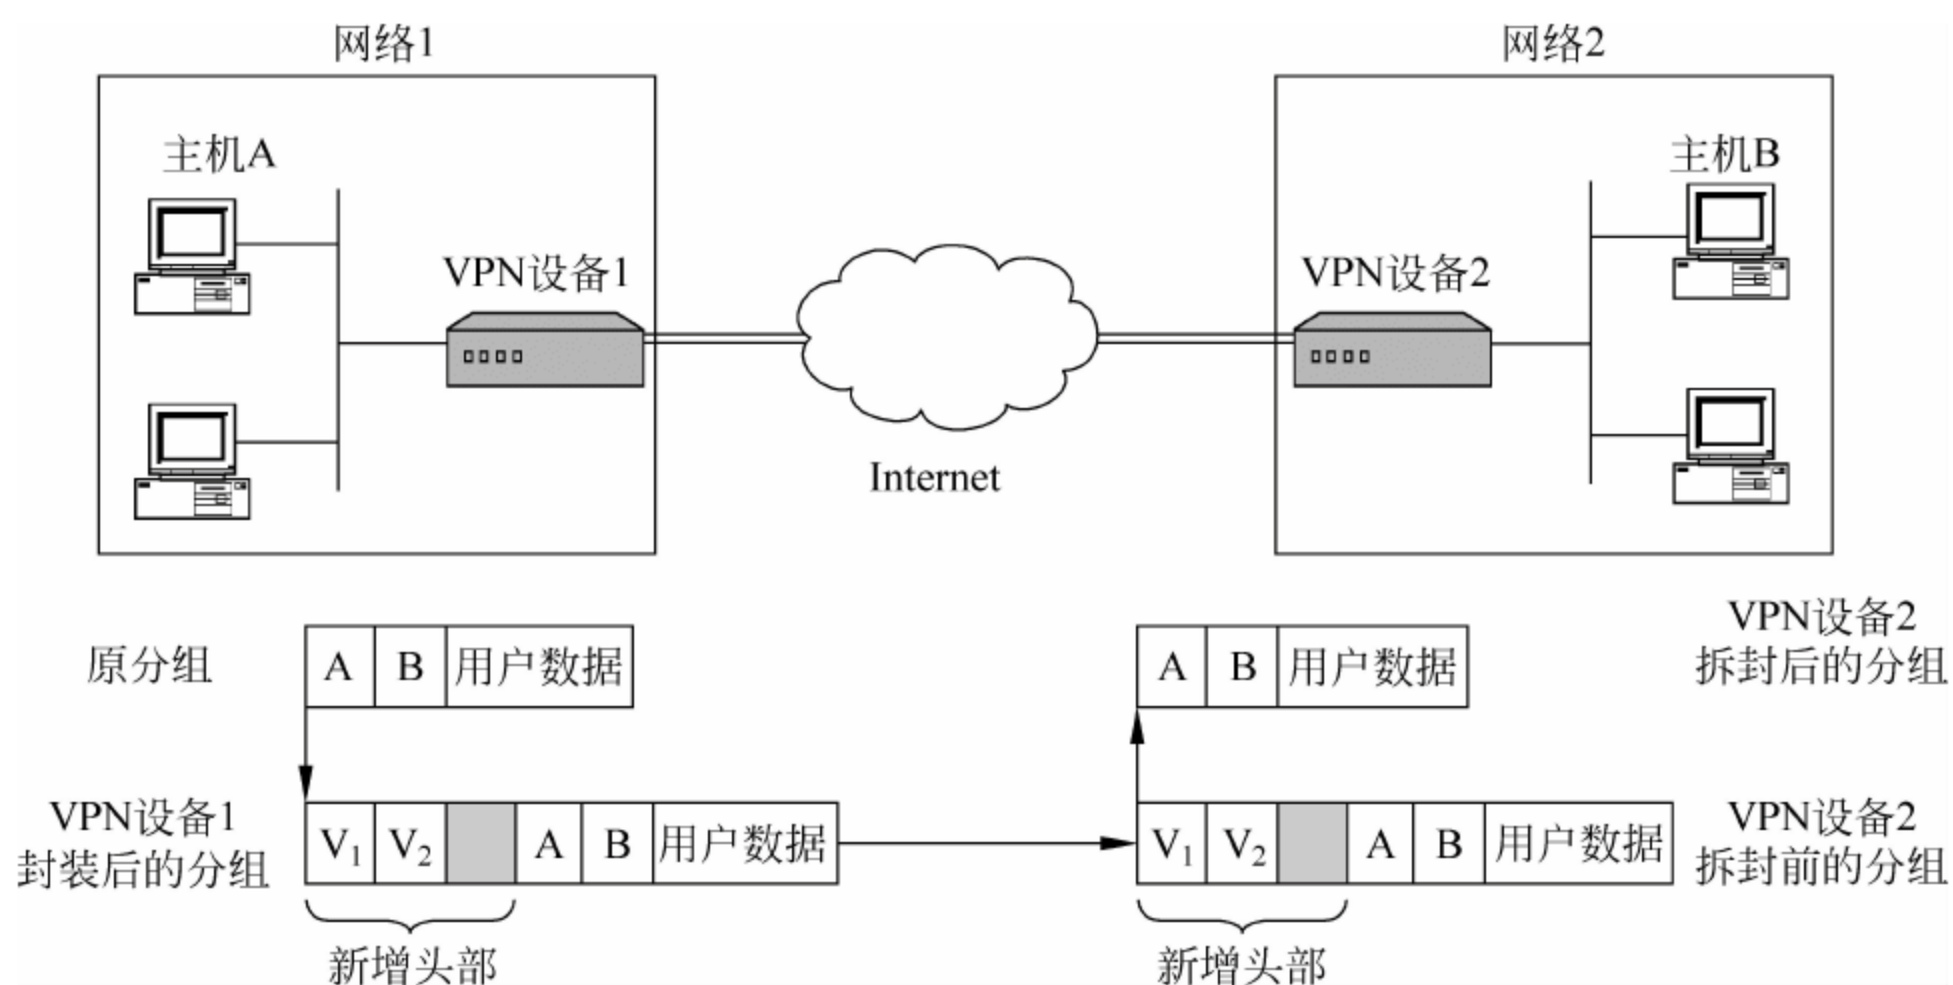 网络1
网络2
主机A
主机B
VPN设备1
VPN设备2
Internet
原分组
A B 用户数据
A B 用户数据
VPN设备2
拆封后的分组
VPN设备1
封装后的分组
V₁ V₂ A B 用户数据
V₁ V₂ A B 用户数据
VPN设备2
拆封前的分组
新增头部
新增头部